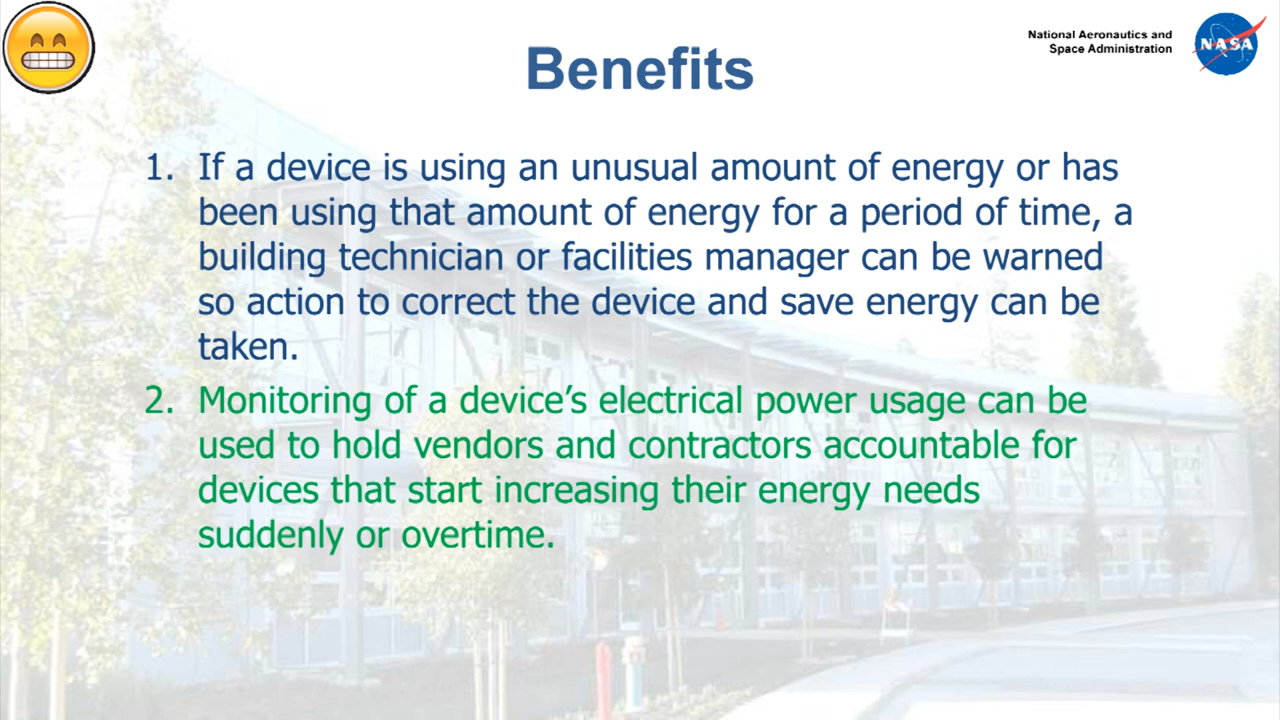 National Aeronautics and
Space Administration
NASA
Benefits
1. If a device is using an unusual amount of energy or has
been using that amount of energy for a period of time, a
building technician or facilities manager can be warned
so action to correct the device and save energy can be
taken.
2. Monitoring of a device’s electrical power usage can be
used to hold vendors and contractors accountable for
devices that start increasing their energy needs
suddenly or overtime.